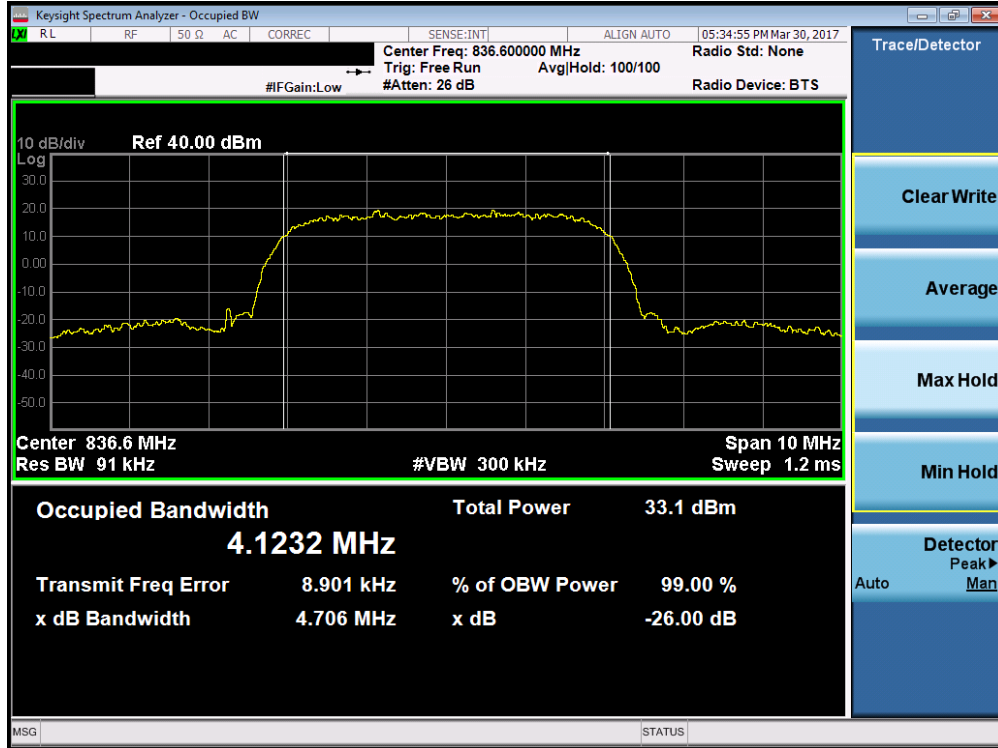 Keysight Spectrum Analyzer - Occupied BW
LXI RL RF 50 Ω AC CORREC SENSE:INT ALIGN AUTO 05:34:55 PM Mar 30, 2017
Center Freq: 836.600000 MHz Radio Std: None
Trig: Free Run Avg|Hold: 100/100
#IFGain:Low #Atten: 26 dB Radio Device: BTS
10 dB/div Ref 40.00 dBm
Log
30.0
20.0
10.0
0.00
-10.0
-20.0
-30.0
-40.0
-50.0
Center 836.6 MHz Span 10 MHz
Res BW 91 kHz #VBW 300 kHz Sweep 1.2 ms
Occupied Bandwidth Total Power 33.1 dBm
4.1232 MHz
Transmit Freq Error 8.901 kHz % of OBW Power 99.00 %
x dB Bandwidth 4.706 MHz x dB -26.00 dB
MSG STATUS
Trace/Detector
Clear Write
Average
Max Hold
Min Hold
Detector
Peak▶
Auto Man